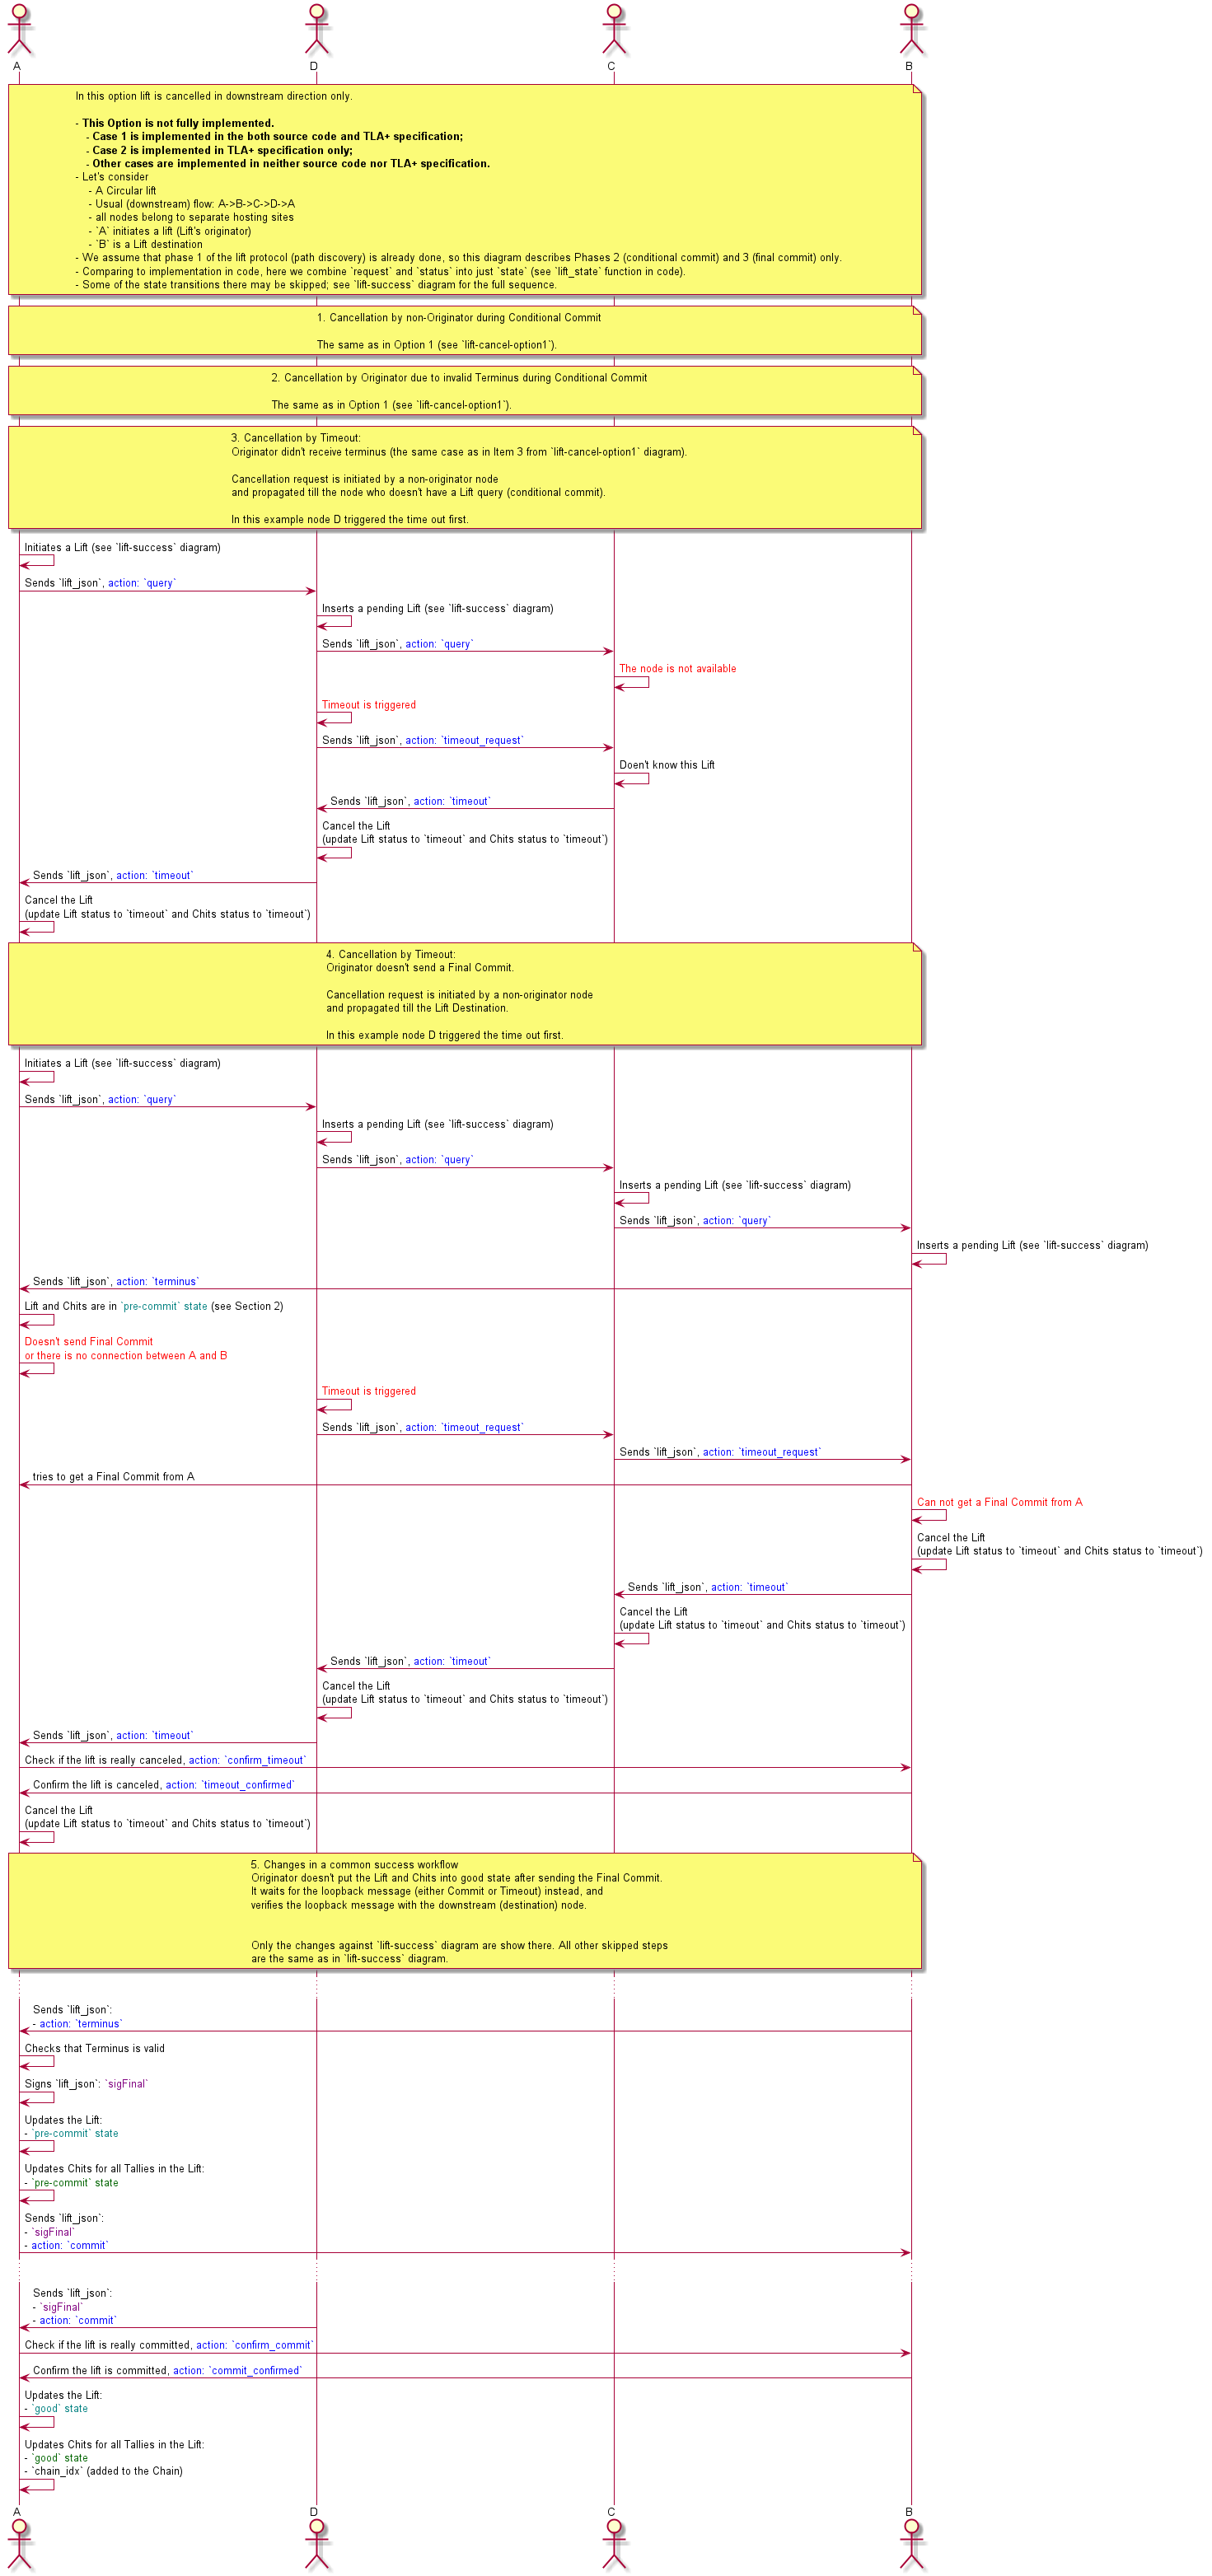 A D C B
In this option lift is cancelled in downstream direction only.
- This Option is not fully implemented.
- Case 1 is implemented in the both source code and TLA+ specification;
- Case 2 is implemented in TLA+ specification only;
- Other cases are implemented in neither source code nor TLA+ specification.
- Let's consider
- A Circular lift
- Usual (downstream) flow: A->B->C->D->A
- all nodes belong to separate hosting sites
- `A` initiates a lift (Lift's originator)
- `B` is a Lift destination
- We assume that phase 1 of the lift protocol (path discovery) is already done, so this diagram describes Phases 2 (conditional commit) and 3 (final commit) only.
- Comparing to implementation in code, here we combine `request` and `status` into just `state` (see `lift_state` function in code).
- Some of the state transitions there may be skipped; see `lift-success` diagram for the full sequence.
1. Cancellation by non-Originator during Conditional Commit
The same as in Option 1 (see `lift-cancel-option1`).
2. Cancellation by Originator due to invalid Terminus during Conditional Commit
The same as in Option 1 (see `lift-cancel-option1`).
3. Cancellation by Timeout:
Originator didn't receive terminus (the same case as in Item 3 from `lift-cancel-option1` diagram).
Cancellation request is initiated by a non-originator node
and propagated till the node who doesn't have a Lift query (conditional commit).
In this example node D triggered the time out first.
Initiates a Lift (see `lift-success` diagram)
Sends `lift_json`, action: `query`
Inserts a pending Lift (see `lift-success` diagram)
Sends `lift_json`, action: `query`
The node is not available
Timeout is triggered
Sends `lift_json`, action: `timeout_request`
Doen't know this Lift
Sends `lift_json`, action: `timeout`
Cancel the Lift
(update Lift status to `timeout` and Chits status to `timeout`)
Sends `lift_json`, action: `timeout`
Cancel the Lift
(update Lift status to `timeout` and Chits status to `timeout`)
4. Cancellation by Timeout:
Originator doesn't send a Final Commit.
Cancellation request is initiated by a non-originator node
and propagated till the Lift Destination.
In this example node D triggered the time out first.
Initiates a Lift (see `lift-success` diagram)
Sends `lift_json`, action: `query`
Inserts a pending Lift (see `lift-success` diagram)
Sends `lift_json`, action: `query`
Inserts a pending Lift (see `lift-success` diagram)
Sends `lift_json`, action: `query`
Inserts a pending Lift (see `lift-success` diagram)
Sends `lift_json`, action: `terminus`
Lift and Chits are in `pre-commit` state (see Section 2)
Doesn't send Final Commit
or there is no connection between A and B
Timeout is triggered
Sends `lift_json`, action: `timeout_request`
Sends `lift_json`, action: `timeout_request`
tries to get a Final Commit from A
Can not get a Final Commit from A
Cancel the Lift
(update Lift status to `timeout` and Chits status to `timeout`)
Sends `lift_json`, action: `timeout`
Cancel the Lift
(update Lift status to `timeout` and Chits status to `timeout`)
Sends `lift_json`, action: `timeout`
Cancel the Lift
(update Lift status to `timeout` and Chits status to `timeout`)
Sends `lift_json`, action: `timeout`
Check if the lift is really canceled, action: `confirm_timeout`
Confirm the lift is canceled, action: `timeout_confirmed`
Cancel the Lift
(update Lift status to `timeout` and Chits status to `timeout`)
5. Changes in a common success workflow
Originator doesn't put the Lift and Chits into good state after sending the Final Commit.
It waits for the loopback message (either Commit or Timeout) instead, and
verifies the loopback message with the downstream (destination) node.
Only the changes against `lift-success` diagram are show there. All other skipped steps
are the same as in `lift-success` diagram.
Sends `lift_json`:
- action: `terminus`
Checks that Terminus is valid
Signs `lift_json`: `sigFinal`
Updates the Lift:
- `pre-commit` state
Updates Chits for all Tallies in the Lift:
- `pre-commit` state
Sends `lift_json`:
- `sigFinal`
- action: `commit`
Sends `lift_json`:
- `sigFinal`
- action: `commit`
Check if the lift is really committed, action: `confirm_commit`
Confirm the lift is committed, action: `commit_confirmed`
Updates the Lift:
- `good` state
Updates Chits for all Tallies in the Lift:
- `good` state
- `chain_idx` (added to the Chain)
A D C B